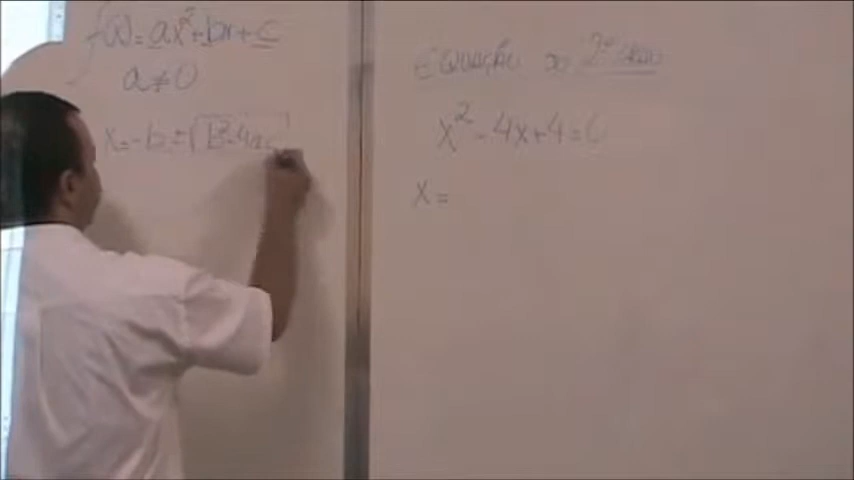 f(x)= ax²+bx+c
a≠0
x=-b±√b²-4ac
EQUAÇÃO DO 2º GRAU
x²-4x+4=0
x=